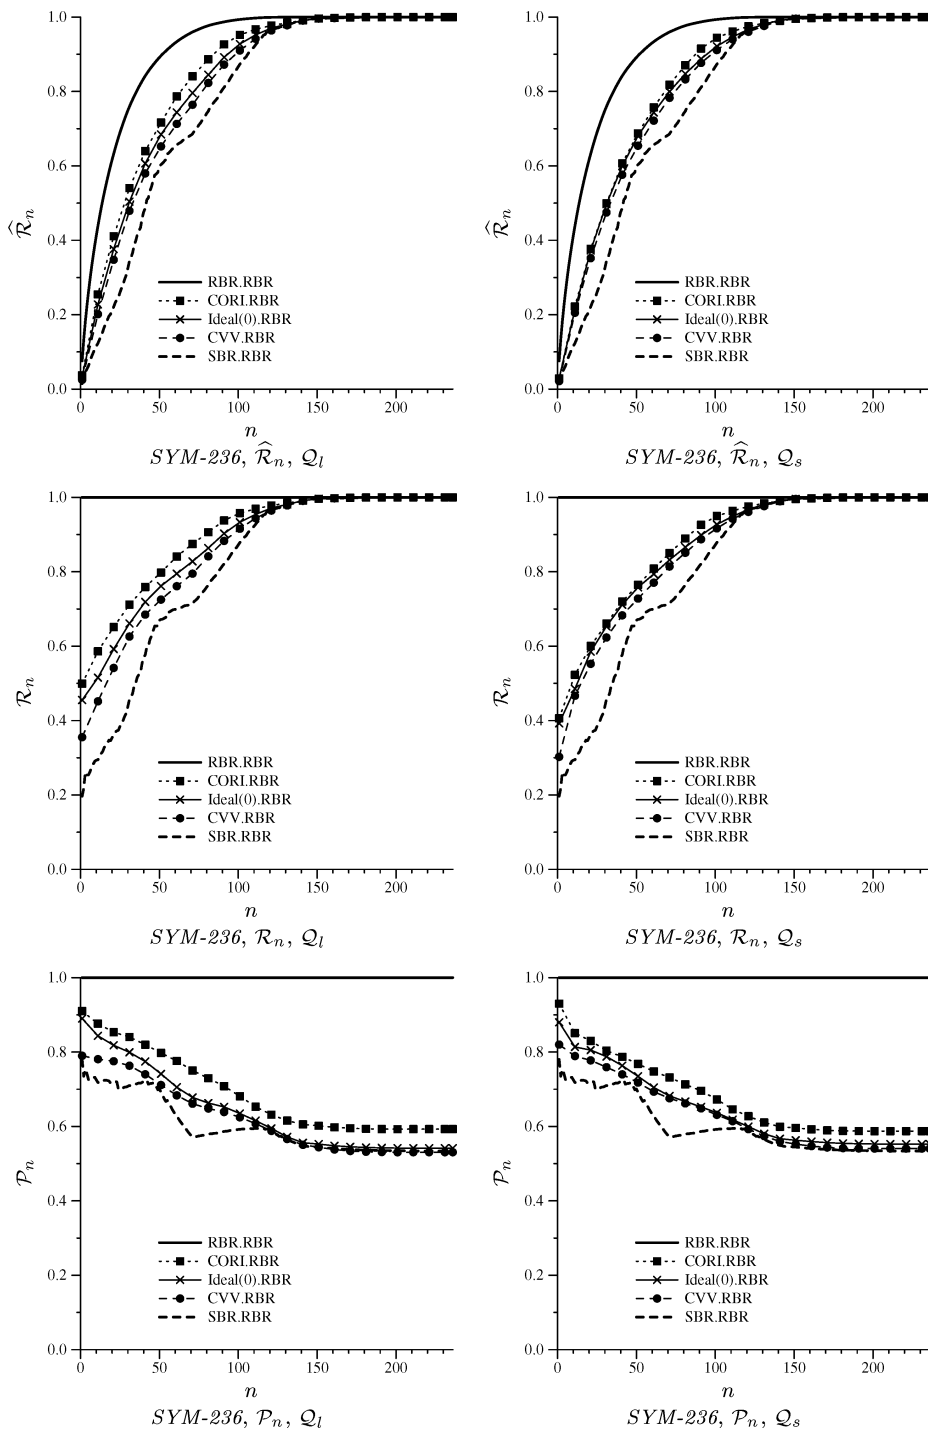 1.0
0.8
0.6
0.4
0.2
0.0
R̂n
RBR.RBR
CORI.RBR
Ideal(0).RBR
CVV.RBR
SBR.RBR
0 50 100 150 200
n
SYM-236, R̂n, Ql
1.0
0.8
0.6
0.4
0.2
0.0
R̂n
RBR.RBR
CORI.RBR
Ideal(0).RBR
CVV.RBR
SBR.RBR
0 50 100 150 200
n
SYM-236, R̂n, Qs
1.0
0.8
0.6
0.4
0.2
0.0
Rn
RBR.RBR
CORI.RBR
Ideal(0).RBR
CVV.RBR
SBR.RBR
0 50 100 150 200
n
SYM-236, Rn, Ql
1.0
0.8
0.6
0.4
0.2
0.0
Rn
RBR.RBR
CORI.RBR
Ideal(0).RBR
CVV.RBR
SBR.RBR
0 50 100 150 200
n
SYM-236, Rn, Qs
1.0
0.8
0.6
0.4
0.2
0.0
Pn
RBR.RBR
CORI.RBR
Ideal(0).RBR
CVV.RBR
SBR.RBR
0 50 100 150 200
n
SYM-236, Pn, Ql
1.0
0.8
0.6
0.4
0.2
0.0
Pn
RBR.RBR
CORI.RBR
Ideal(0).RBR
CVV.RBR
SBR.RBR
0 50 100 150 200
n
SYM-236, Pn, Qs